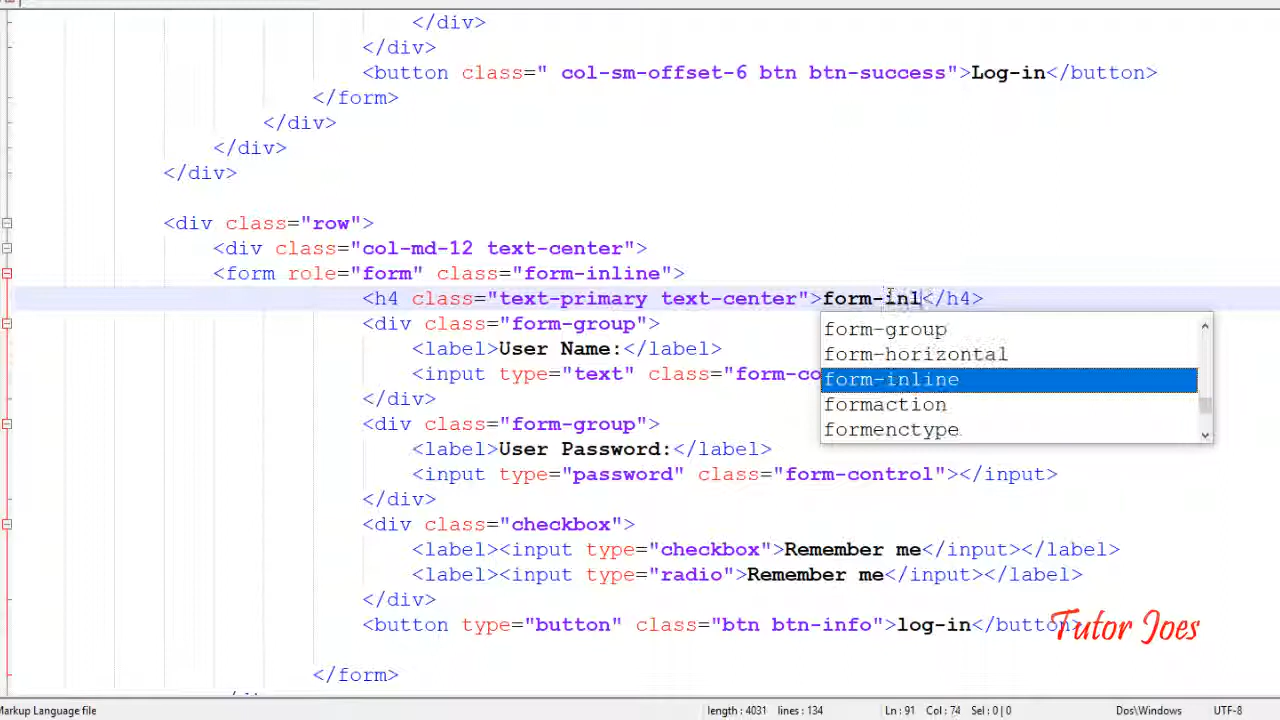 </div>
</div>
<button class=" col-sm-offset-6 btn btn-success">Log-in</button>
</form>
</div>
</div>
</div>
<div class="row">
<div class="col-md-12 text-center">
<form role="form" class="form-inline">
<h4 class="text-primary text-center">form-inl</h4>
<div class="form-group">
form-group
<label>User Name:</label>
form-horizontal
<input type="text" class="form-co
form-inline
</div>
formaction
<div class="form-group">
formenctype
<label>User Password:</label>
<input type="password" class="form-control"></input>
</div>
<div class="checkbox">
<label><input type="checkbox">Remember me</input></label>
<label><input type="radio">Remember me</input></label>
</div>
<button type="button" class="btn btn-info">log-in</button>
Tutor Joes
</form>
Markup Language file length : 4031 lines : 134 Ln : 91 Col : 74 Sel : 0 | 0 Dos\Windows UTF-8